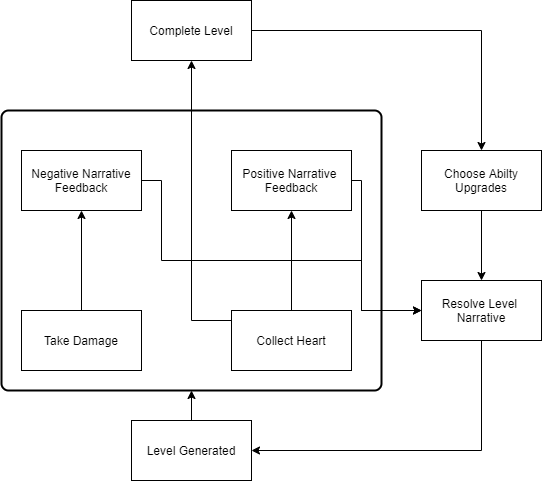 Complete Level
Negative Narrative
Feedback
Positive Narrative
Feedback
Choose Abilty
Upgrades
Resolve Level
Narrative
Take Damage
Collect Heart
Level Generated